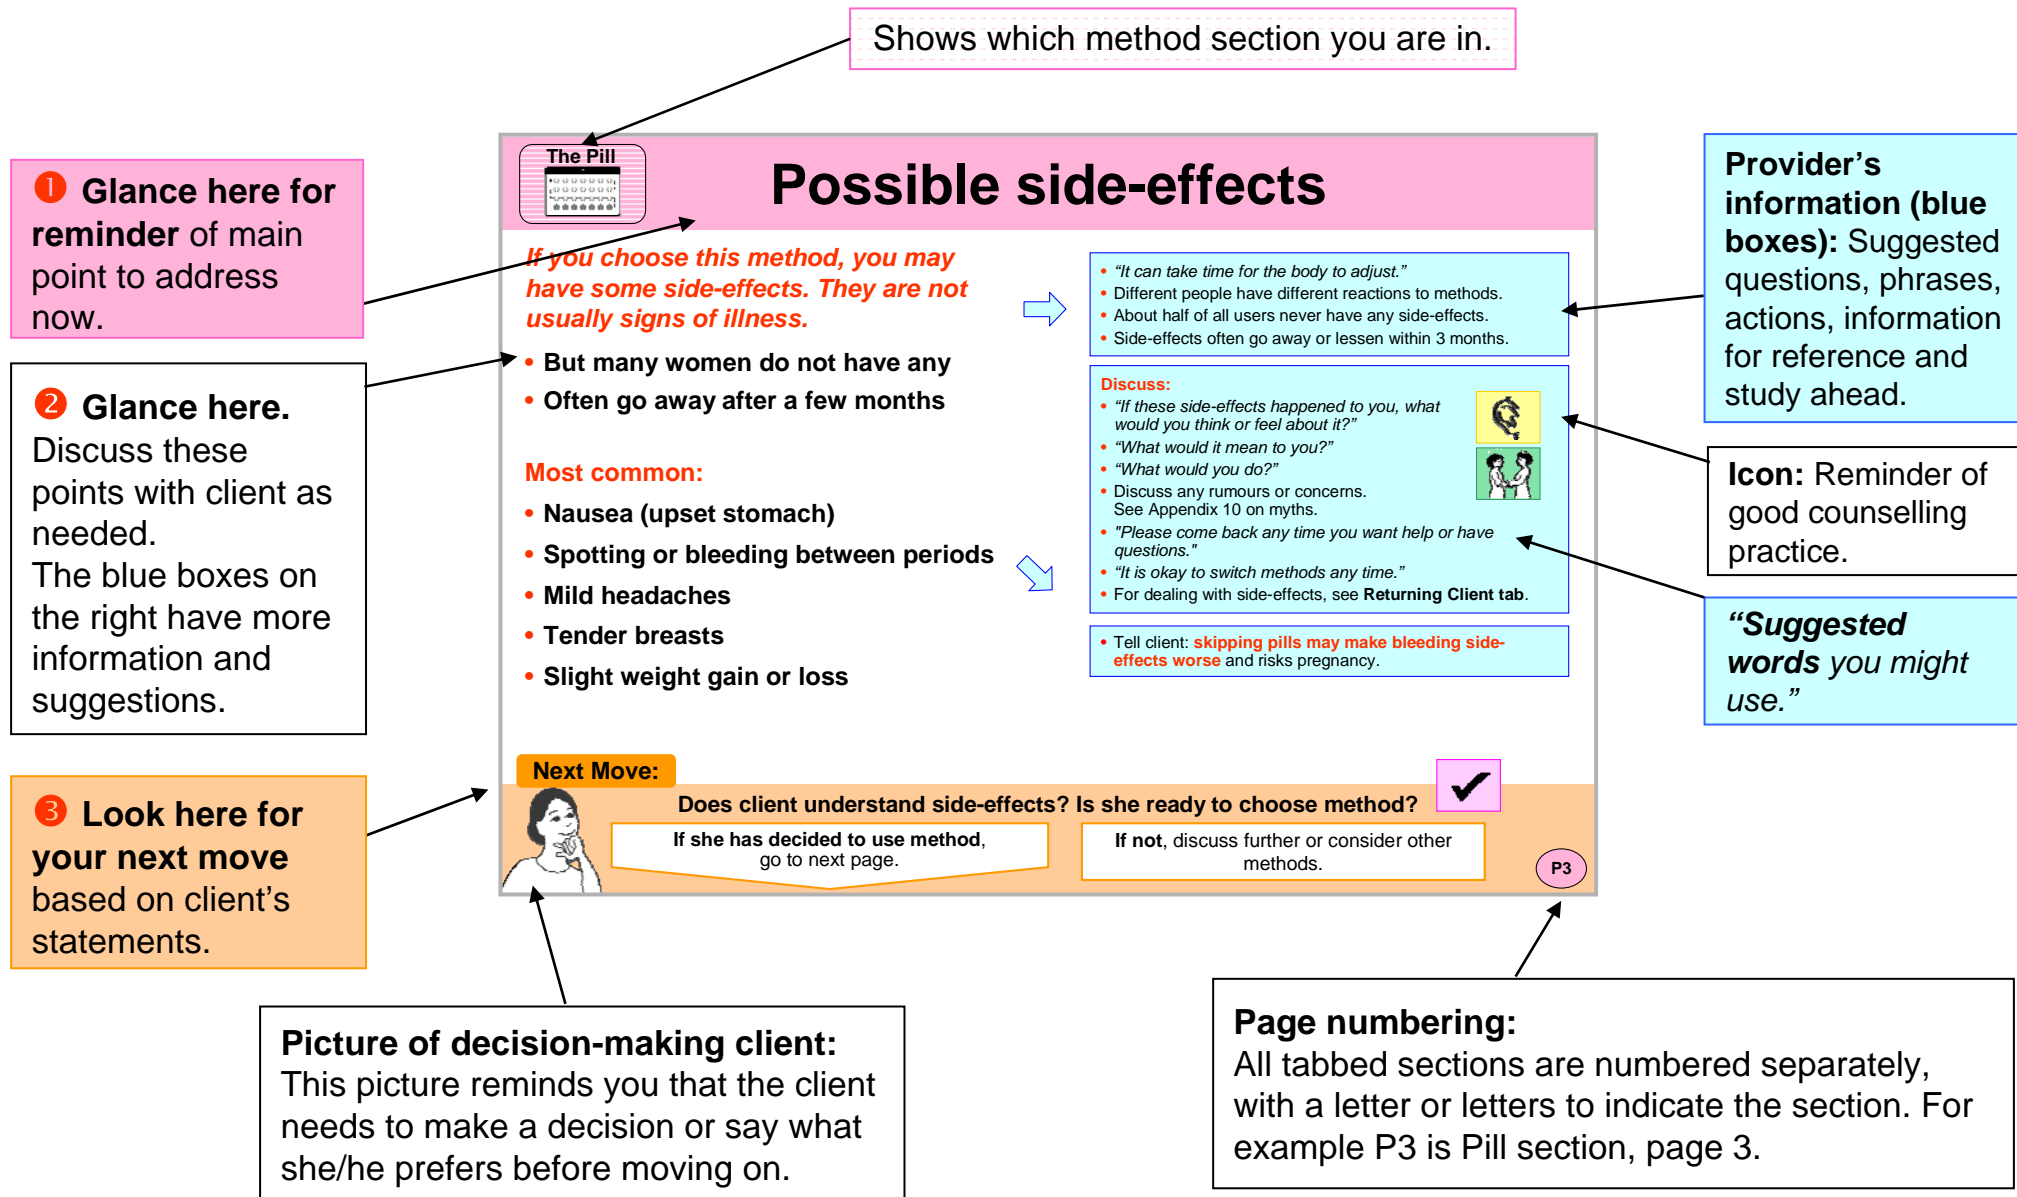 Shows which method section you are in.
❶ Glance here for
reminder of main
point to address
now.
❷ Glance here.
Discuss these
points with client as
needed.
The blue boxes on
the right have more
information and
suggestions.
❸ Look here for
your next move
based on client's
statements.
The Pill
Possible side-effects
If you choose this method, you may
have some side-effects. They are not
usually signs of illness.
• But many women do not have any
• Often go away after a few months
Most common:
• Nausea (upset stomach)
• Spotting or bleeding between periods
• Mild headaches
• Tender breasts
• Slight weight gain or loss
• “It can take time for the body to adjust.”
• Different people have different reactions to methods.
• About half of all users never have any side-effects.
• Side-effects often go away or lessen within 3 months.
Discuss:
• “If these side-effects happened to you, what
would you think or feel about it?”
• “What would it mean to you?”
• “What would you do?”
• Discuss any rumours or concerns.
See Appendix 10 on myths.
• "Please come back any time you want help or have
questions."
• “It is okay to switch methods any time.”
• For dealing with side-effects, see Returning Client tab.
• Tell client: skipping pills may make bleeding side-
effects worse and risks pregnancy.
Next Move:
Does client understand side-effects? Is she ready to choose method?
If she has decided to use method,
go to next page.
If not, discuss further or consider other
methods.
P3
Provider’s
information (blue
boxes): Suggested
questions, phrases,
actions, information
for reference and
study ahead.
Icon: Reminder of
good counselling
practice.
“Suggested
words you might
use.”
Picture of decision-making client:
This picture reminds you that the client
needs to make a decision or say what
she/he prefers before moving on.
Page numbering:
All tabbed sections are numbered separately,
with a letter or letters to indicate the section. For
example P3 is Pill section, page 3.